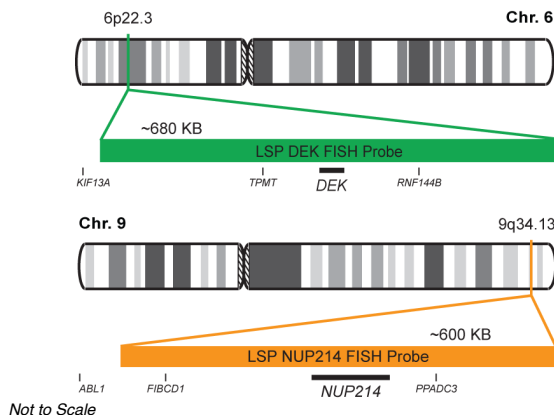 6p22.3
Chr. 6
~680 KB
LSP DEK FISH Probe
KIF13A TPMT DEK RNF144B
Chr. 9
9q34.13
~600 KB
LSP NUP214 FISH Probe
ABL1 FIBCD1 NUP214 PPADC3
Not to Scale